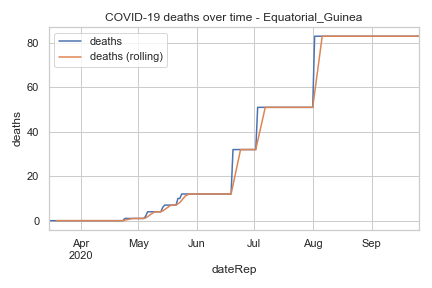 COVID-19 deaths over time - Equatorial_Guinea
deaths
deaths (rolling)
80
60
40
20
0
deaths
Apr
2020
May
Jun
Jul
Aug
Sep
dateRep